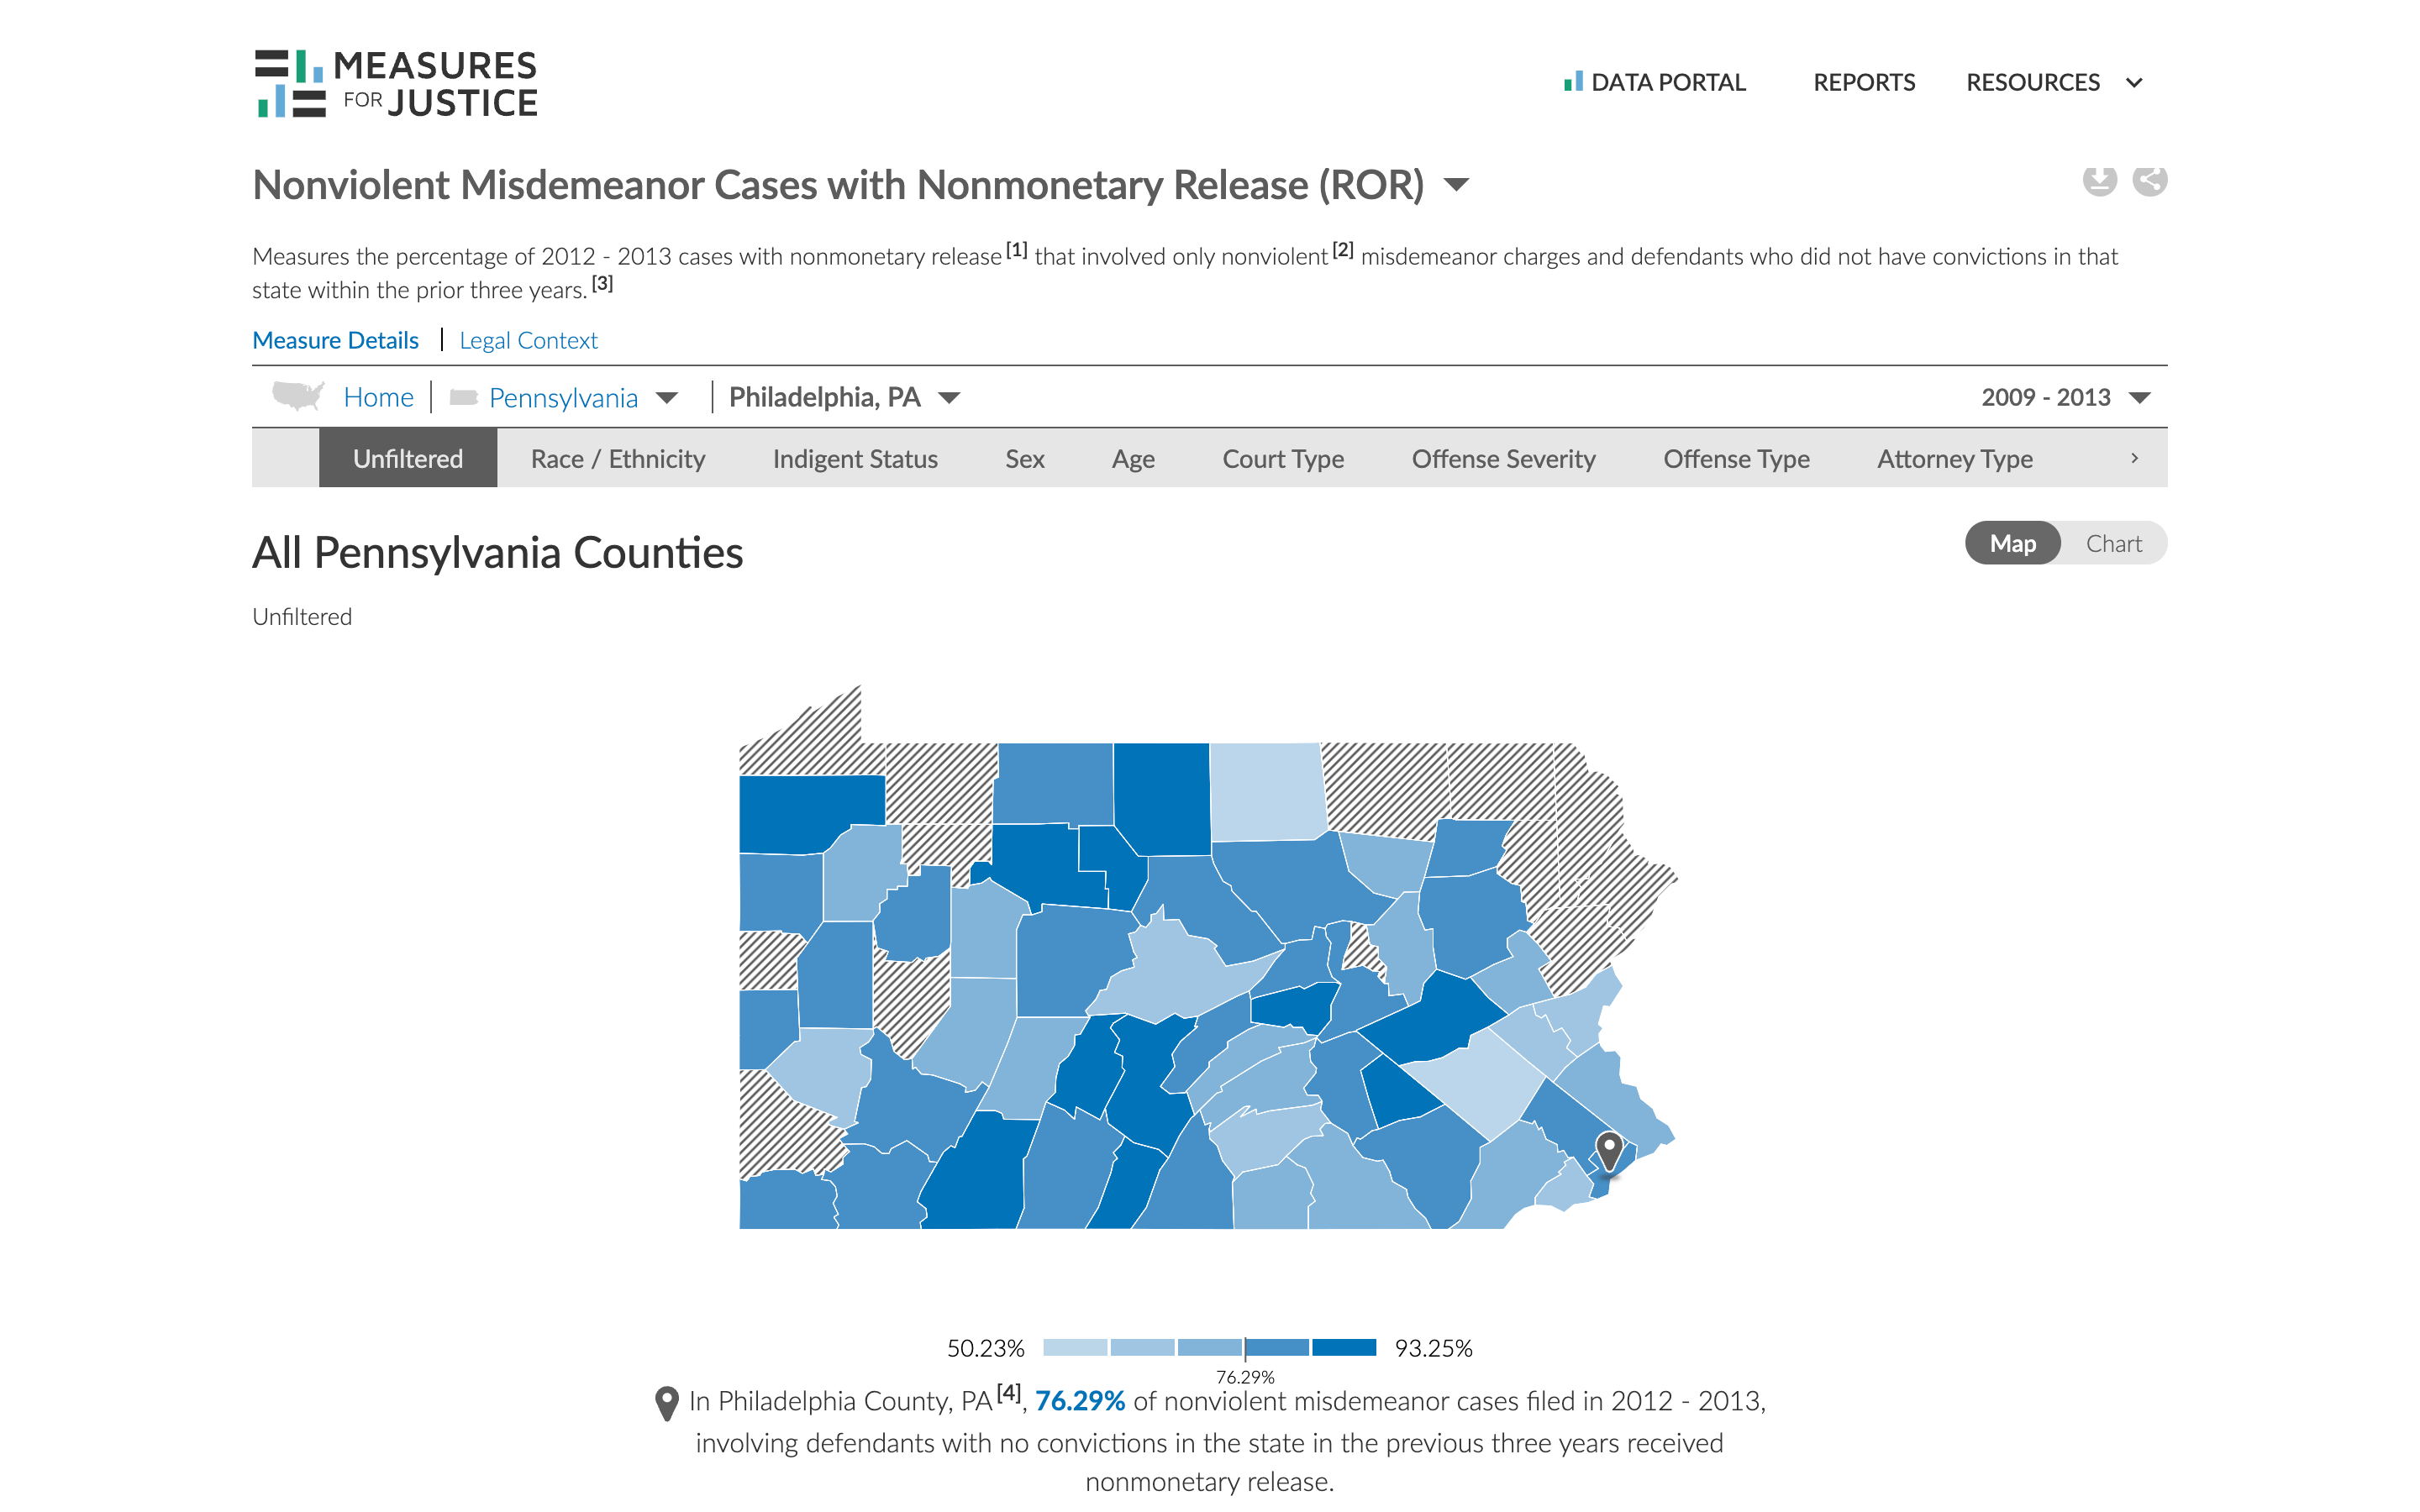 MEASURES
FOR JUSTICE
DATA PORTAL REPORTS RESOURCES
Nonviolent Misdemeanor Cases with Nonmonetary Release (ROR)
Measures the percentage of 2012 - 2013 cases with nonmonetary release [1] that involved only nonviolent [2] misdemeanor charges and defendants who did not have convictions in that
state within the prior three years. [3]
Measure Details | Legal Context
Home | Pennsylvania | Philadelphia, PA 2009 - 2013
Unfiltered Race / Ethnicity Indigent Status Sex Age Court Type Offense Severity Offense Type Attorney Type ›
All Pennsylvania Counties
Map Chart
Unfiltered
50.23% 93.25%
76.29%
In Philadelphia County, PA [4], 76.29% of nonviolent misdemeanor cases filed in 2012 - 2013,
involving defendants with no convictions in the state in the previous three years received
nonmonetary release.